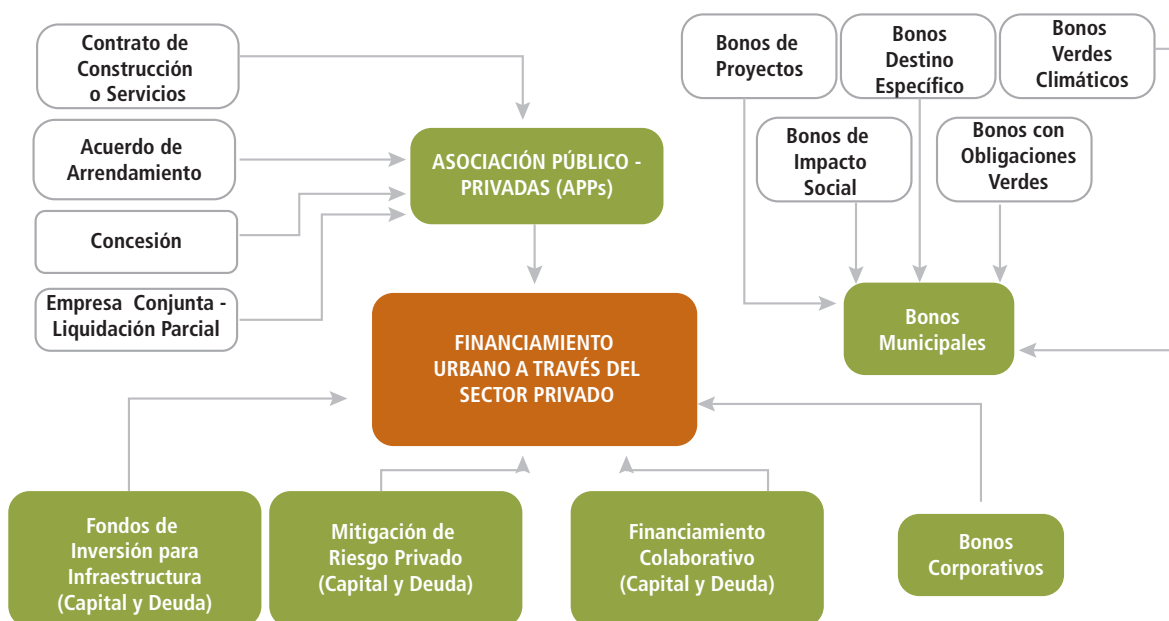 Contrato de
Construcción
o Servicios
Acuerdo de
Arrendamiento
Concesión
Empresa Conjunta -
Liquidación Parcial
ASOCIACIÓN PÚBLICO -
PRIVADAS (APPs)
Bonos de
Proyectos
Bonos
Destino
Específico
Bonos
Verdes
Climáticos
Bonos de
Impacto
Social
Bonos con
Obligaciones
Verdes
Bonos
Municipales
FINANCIAMIENTO
URBANO A TRAVÉS DEL
SECTOR PRIVADO
Fondos de
Inversión para
Infraestructura
(Capital y Deuda)
Mitigación de
Riesgo Privado
(Capital y Deuda)
Financiamiento
Colaborativo
(Capital y Deuda)
Bonos
Corporativos